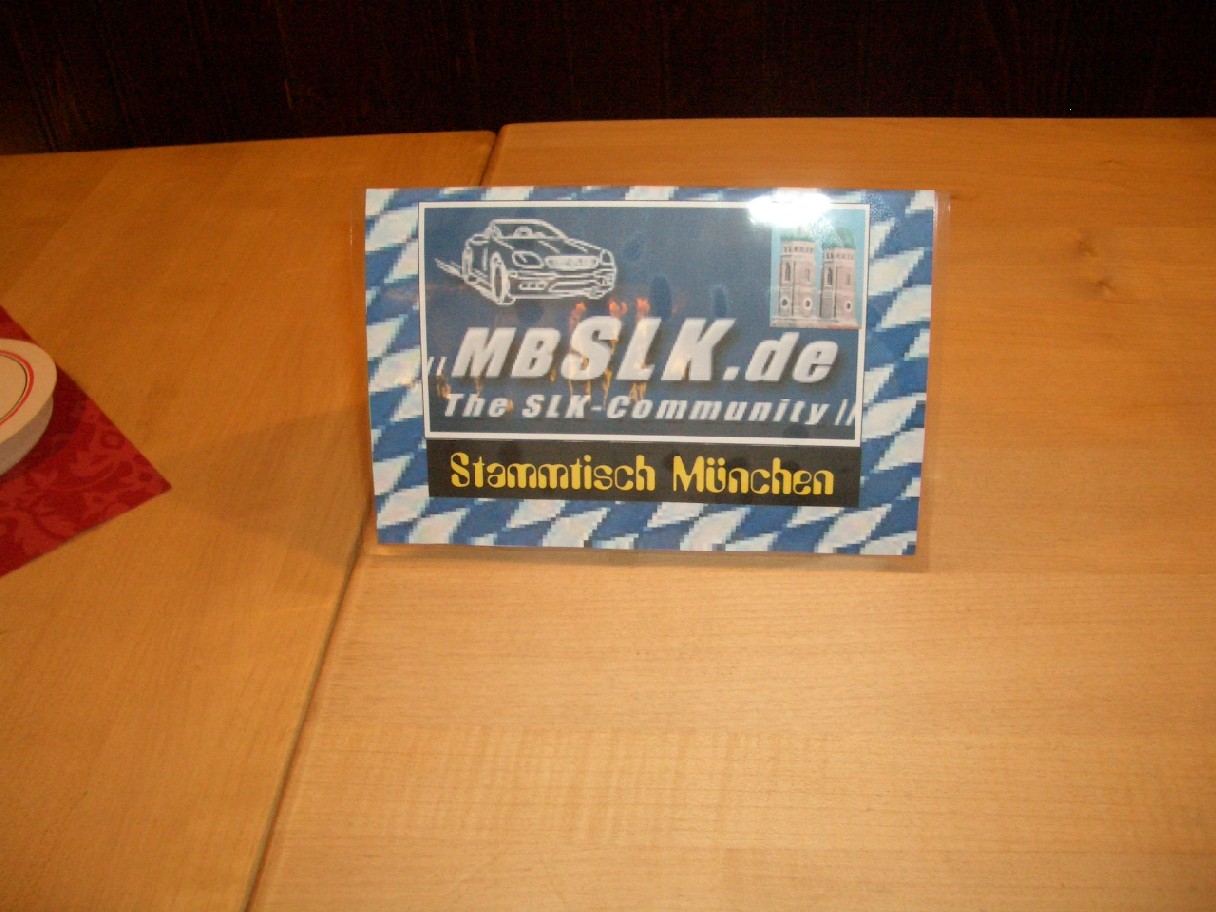 // MBSLK.de
The SLK-Community //
Stammtisch München